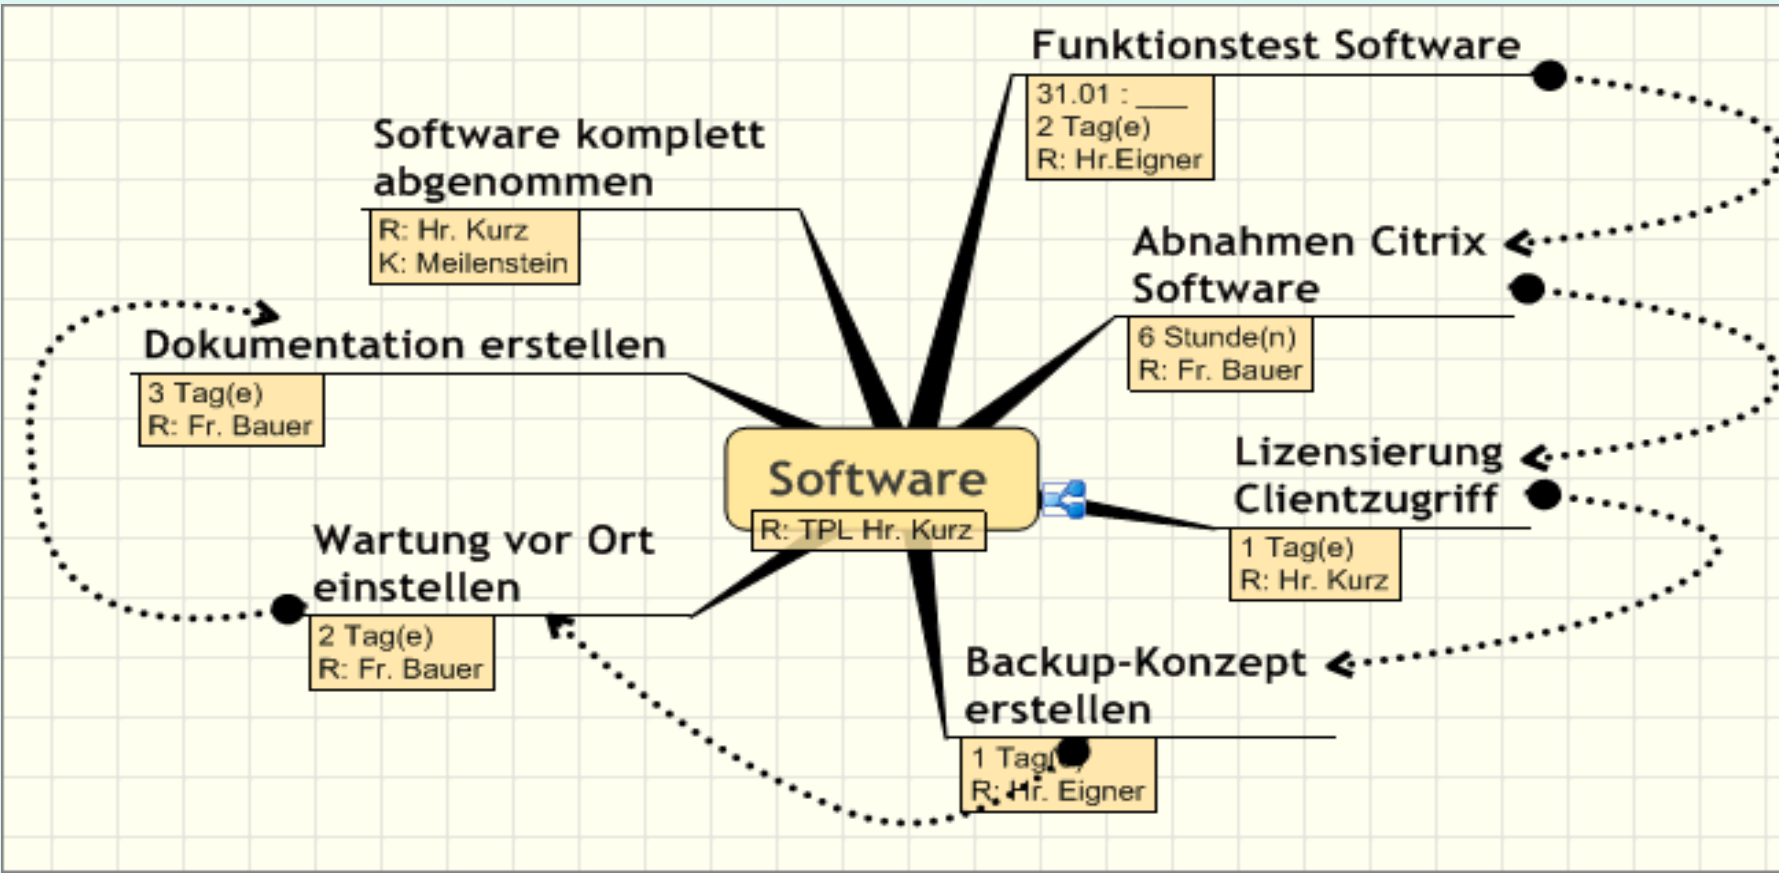 Funktionstest Software
31.01 : ___
2 Tag(e)
R: Hr.Eigner
Software komplett
abgenommen
R: Hr. Kurz
K: Meilenstein
Abnahmen Citrix
Software
6 Stunde(n)
R: Fr. Bauer
Dokumentation erstellen
3 Tag(e)
R: Fr. Bauer
Software
R: TPL Hr. Kurz
Lizensierung
Clientzugriff
1 Tag(e)
R: Hr. Kurz
Wartung vor Ort
einstellen
2 Tag(e)
R: Fr. Bauer
Backup-Konzept
erstellen
1 Tag(e)
R: Hr. Eigner